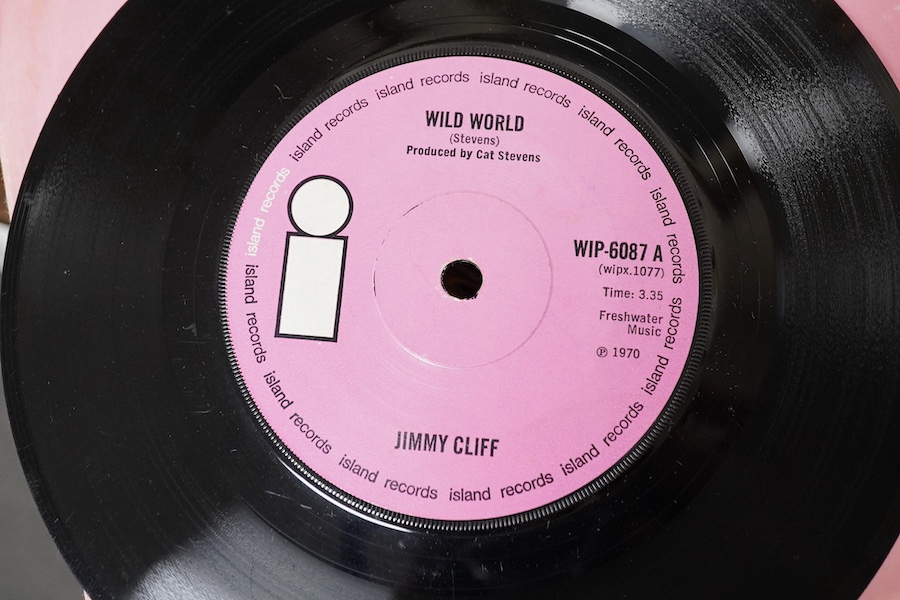 WILD WORLD
(Stevens)
Produced by Cat Stevens
WIP-6087 A
(wipx.1077)
Time: 3.35
Freshwater
Music
℗ 1970
JIMMY CLIFF
island records island records island records island records island records island records island records island records island records island records island records island records island records